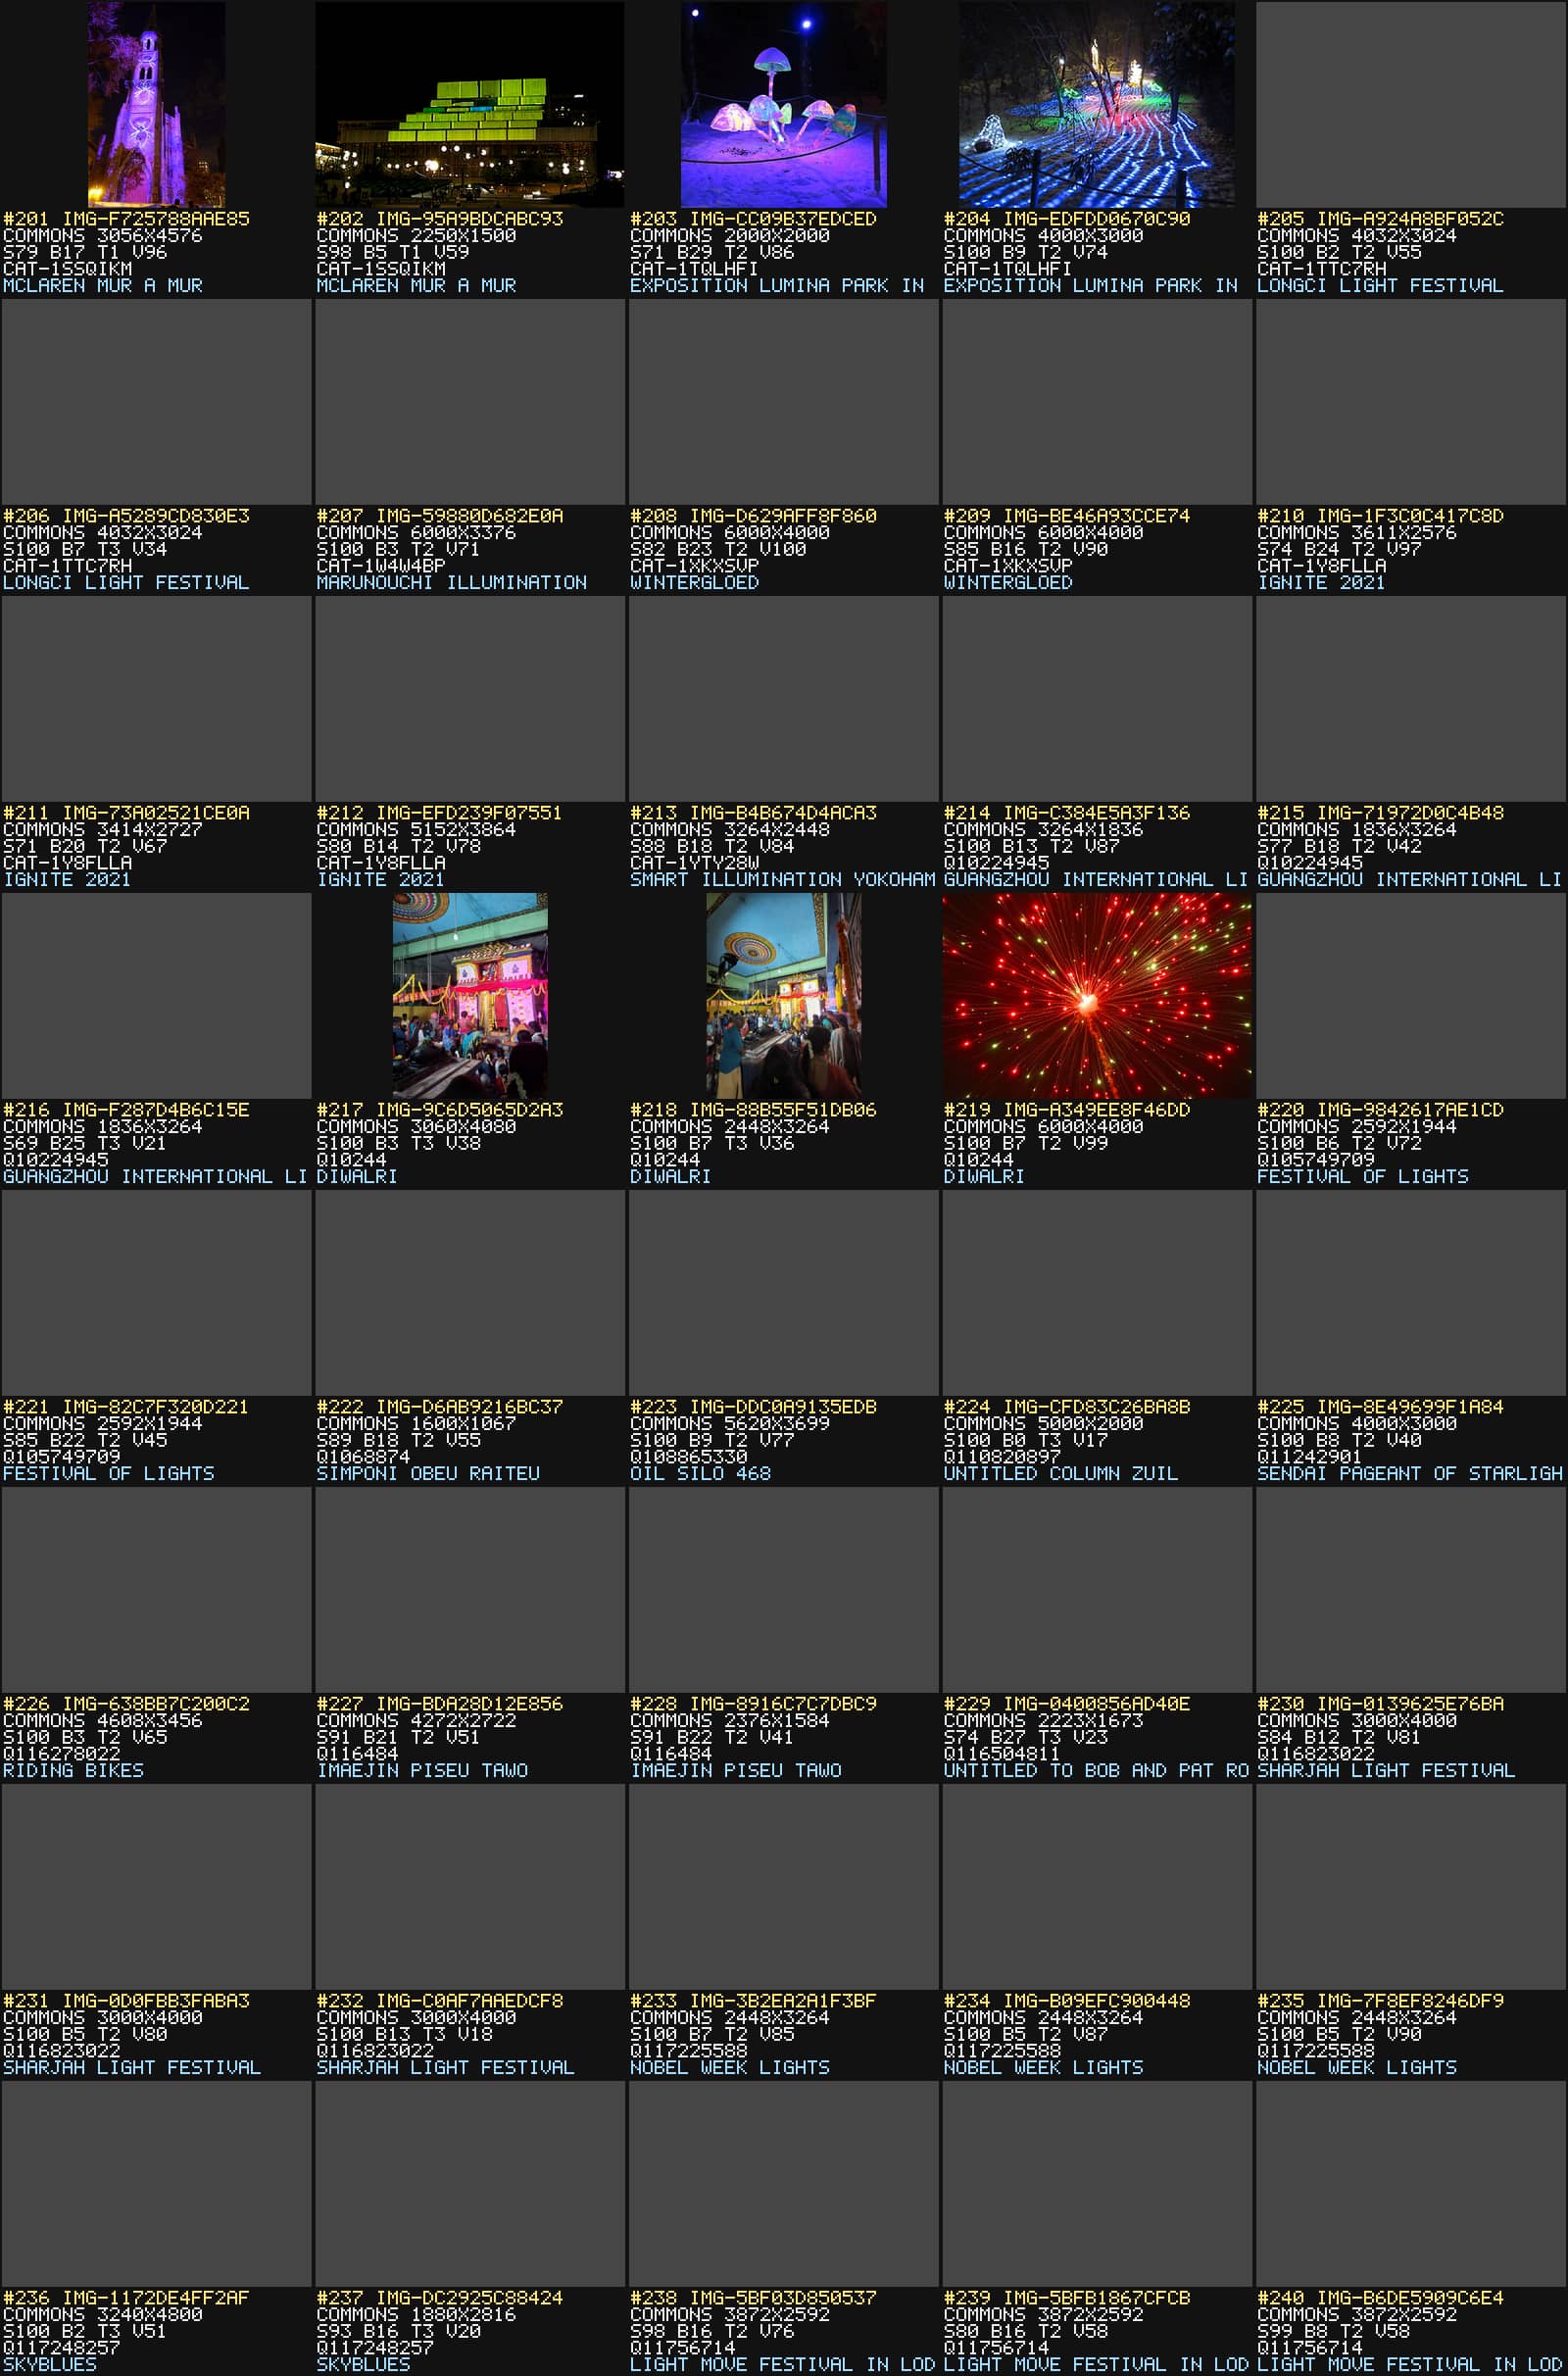 #201 IMG-F725788AAE85
COMMONS 3056X4576
S79 B17 T1 V96
CAT-1SSQIKM
MCLAREN MUR A MUR
#202 IMG-95A9BDCABC93
COMMONS 2250X1500
S98 B5 T1 V59
CAT-1SSQIKM
MCLAREN MUR A MUR
#203 IMG-CC09B37EDCED
COMMONS 2000X2000
S71 B29 T2 V86
CAT-1TQLHFI
EXPOSITION LUMINA PARK IN
#204 IMG-EDFDD0670C90
COMMONS 4000X3000
S100 B9 T2 V74
CAT-1TQLHFI
EXPOSITION LUMINA PARK IN
#205 IMG-A924A8BF052C
COMMONS 4032X3024
S100 B2 T2 V55
CAT-1TTC7RH
LONGCI LIGHT FESTIVAL
#206 IMG-A5289CD830E3
COMMONS 4032X3024
S100 B7 T3 V34
CAT-1TTC7RH
LONGCI LIGHT FESTIVAL
#207 IMG-59880D682E0A
COMMONS 6000X3376
S100 B3 T2 V71
CAT-1W4W4BP
MARUNOUCHI ILLUMINATION
#208 IMG-D629AFF8F860
COMMONS 6000X4000
S82 B23 T2 V100
CAT-1XKXSVP
WINTERGLOED
#209 IMG-BE46A93CCE74
COMMONS 6000X4000
S85 B16 T2 V90
CAT-1XKXSVP
WINTERGLOED
#210 IMG-1F3C0C417C8D
COMMONS 3611X2576
S74 B24 T2 V97
CAT-1Y8FLLA
IGNITE 2021
#211 IMG-73A02521CE0A
COMMONS 3414X2727
S71 B20 T2 V67
CAT-1Y8FLLA
IGNITE 2021
#212 IMG-EFD239F07551
COMMONS 5152X3864
S80 B14 T2 V78
CAT-1Y8FLLA
IGNITE 2021
#213 IMG-B4B674D4ACA3
COMMONS 3264X2448
S88 B18 T2 V84
CAT-1YTY28W
SMART ILLUMINATION YOKOHAM
#214 IMG-C384E5A3F136
COMMONS 3264X1836
S100 B13 T2 V87
Q10224945
GUANGZHOU INTERNATIONAL LI
#215 IMG-71972D0C4B48
COMMONS 1836X3264
S77 B18 T2 V42
Q10224945
GUANGZHOU INTERNATIONAL LI
#216 IMG-F287D4B6C15E
COMMONS 1836X3264
S69 B25 T3 V21
Q10224945
GUANGZHOU INTERNATIONAL LI
#217 IMG-9C6D5065D2A3
COMMONS 3060X4080
S100 B3 T3 V38
Q10244
DIWALRI
#218 IMG-88B55F51DB06
COMMONS 2448X3264
S100 B7 T3 V36
Q10244
DIWALRI
#219 IMG-A349EE8F46DD
COMMONS 6000X4000
S100 B7 T2 V99
Q10244
DIWALRI
#220 IMG-9842617AE1CD
COMMONS 2592X1944
S100 B6 T2 V72
Q105749709
FESTIVAL OF LIGHTS
#221 IMG-82C7F320D221
COMMONS 2592X1944
S85 B22 T2 V45
Q105749709
FESTIVAL OF LIGHTS
#222 IMG-D6AB9216BC37
COMMONS 1600X1067
S89 B18 T2 V55
Q1068874
SIMPONI OBEU RAITEU
#223 IMG-DDC0A9135EDB
COMMONS 5620X3699
S100 B9 T2 V77
Q108865330
OIL SILO 468
#224 IMG-CFD83C26BA8B
COMMONS 5000X2000
S100 B0 T3 V17
Q110820897
UNTITLED COLUMN ZUIL
#225 IMG-8E49699F1A84
COMMONS 4000X3000
S100 B8 T2 V40
Q11242901
SENDAI PAGEANT OF STARLIGH
#226 IMG-638BB7C200C2
COMMONS 4608X3456
S100 B3 T2 V65
Q116278022
RIDING BIKES
#227 IMG-BDA28D12E856
COMMONS 4272X2722
S91 B21 T2 V51
Q116484
IMAEJIN PISEU TAWO
#228 IMG-8916C7C7DBC9
COMMONS 2376X1584
S91 B22 T2 V41
Q116484
IMAEJIN PISEU TAWO
#229 IMG-0400856AD40E
COMMONS 2223X1673
S74 B27 T3 V23
Q116504811
UNTITLED TO BOB AND PAT RO
#230 IMG-0139625E76BA
COMMONS 3000X4000
S84 B12 T2 V81
Q116823022
SHARJAH LIGHT FESTIVAL
#231 IMG-0D0FBB3FABA3
COMMONS 3000X4000
S100 B5 T2 V80
Q116823022
SHARJAH LIGHT FESTIVAL
#232 IMG-C0AF7AAEDCF8
COMMONS 3000X4000
S100 B13 T3 V18
Q116823022
SHARJAH LIGHT FESTIVAL
#233 IMG-3B2EA2A1F3BF
COMMONS 2448X3264
S100 B7 T2 V85
Q117225588
NOBEL WEEK LIGHTS
#234 IMG-B09EFC900448
COMMONS 2448X3264
S100 B5 T2 V87
Q117225588
NOBEL WEEK LIGHTS
#235 IMG-7F8EF8246DF9
COMMONS 2448X3264
S100 B5 T2 V90
Q117225588
NOBEL WEEK LIGHTS
#236 IMG-1172DE4FF2AF
COMMONS 3240X4800
S100 B2 T3 V51
Q117248257
SKYBLUES
#237 IMG-DC2925C88424
COMMONS 1880X2816
S93 B16 T3 V20
Q117248257
SKYBLUES
#238 IMG-5BF03D850537
COMMONS 3872X2592
S98 B16 T2 V76
Q11756714
LIGHT MOVE FESTIVAL IN LOD
#239 IMG-5BFB1867CFCB
COMMONS 3872X2592
S80 B16 T2 V58
Q11756714
LIGHT MOVE FESTIVAL IN LOD
#240 IMG-B6DE5909C6E4
COMMONS 3872X2592
S99 B8 T2 V58
Q11756714
LIGHT MOVE FESTIVAL IN LOD